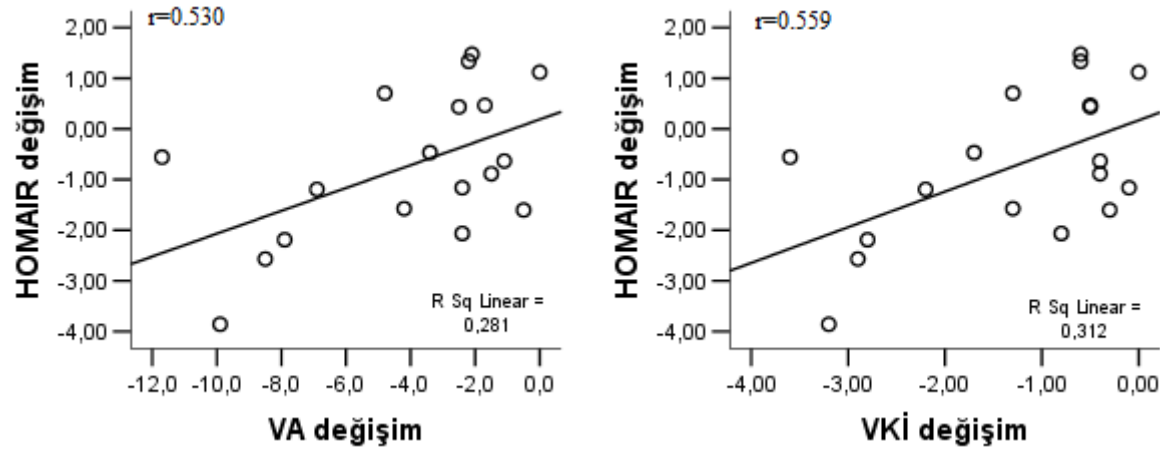 r=0.530
2,00
1,00
0,00
-1,00
-2,00
-3,00
-4,00
HOMAIR değişim
R Sq Linear =
0,281
-12,0 -10,0 -8,0 -6,0 -4,0 -2,0 0,0
VA değişim
r=0.559
2,00
1,00
0,00
-1,00
-2,00
-3,00
-4,00
HOMAIR değişim
R Sq Linear =
0,312
-4,00 -3,00 -2,00 -1,00 0,00
VKİ değişim